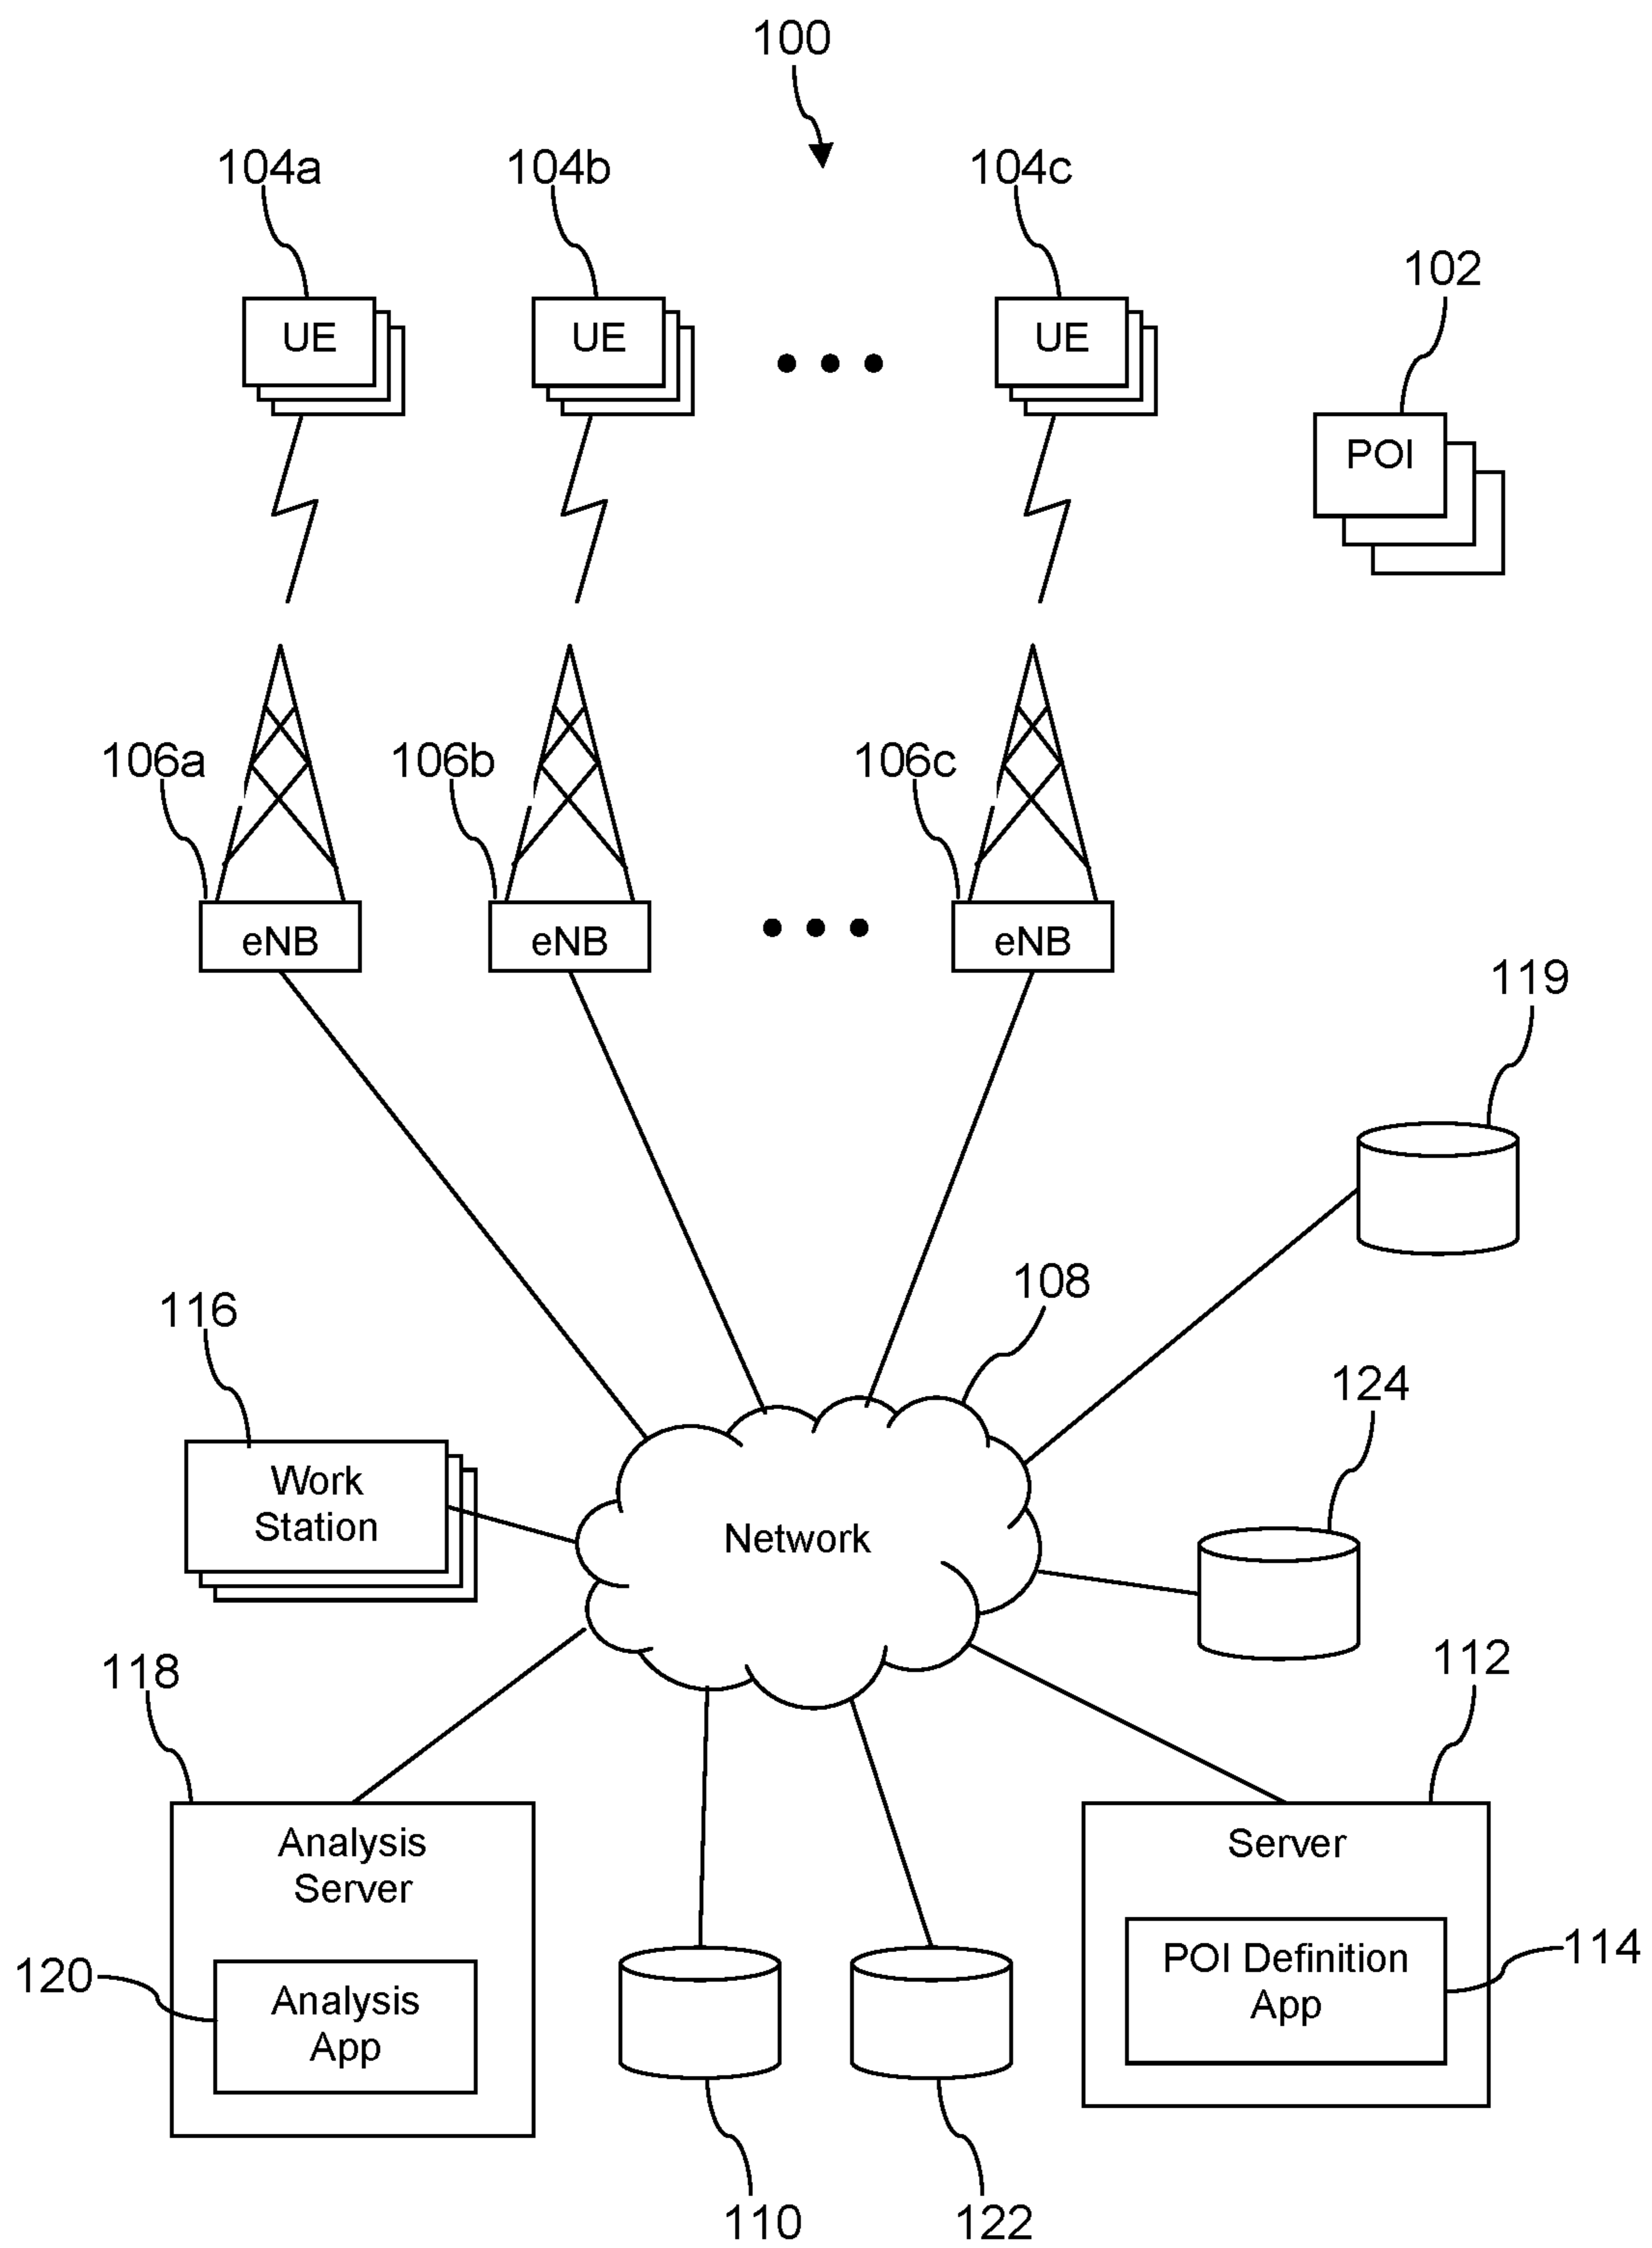 100
104a
104b
104c
102
UE
UE
UE
POI
106a
106b
106c
eNB
eNB
eNB
119
108
116
124
Work
Station
Network
118
112
Analysis
Server
Server
120
Analysis
App
POI Definition
App
114
110
122